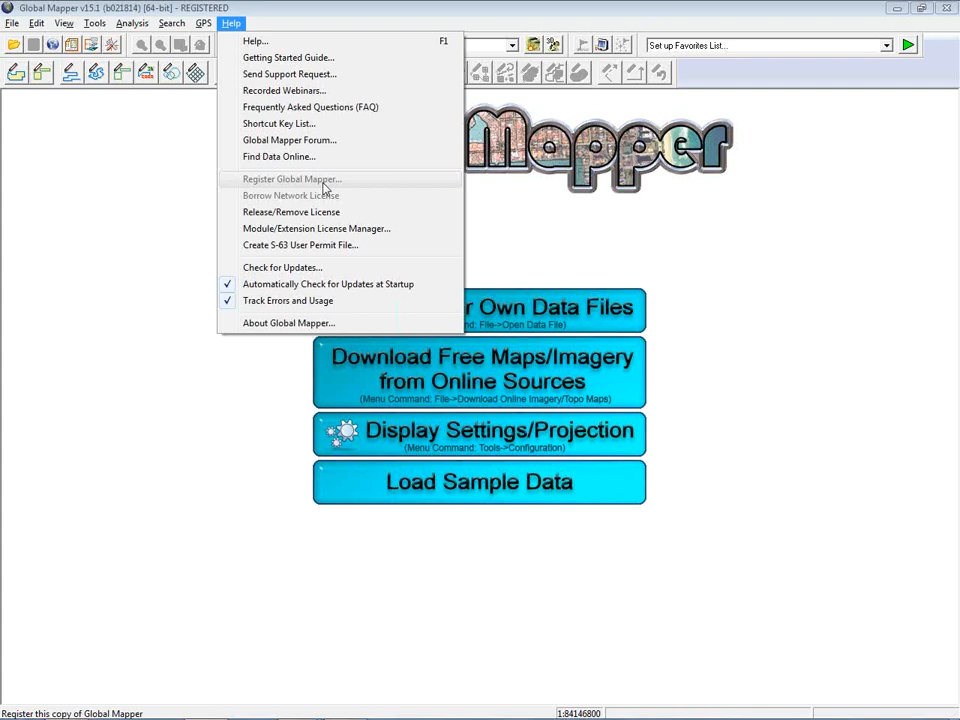 Global Mapper v15.1 (b021814) [64-bit] - REGISTERED
File Edit View Tools Analysis Search GPS Help
Set up Favorites List...
Help... F1
Getting Started Guide...
Send Support Request...
Recorded Webinars...
Frequently Asked Questions (FAQ)
Shortcut Key List...
Global Mapper Forum...
Find Data Online...
Register Global Mapper...
Borrow Network License
Release/Remove License
Module/Extension License Manager...
Create S-63 User Permit File...
Check for Updates...
Automatically Check for Updates at Startup
Track Errors and Usage
About Global Mapper...
Mapper
r Own Data Files
nd: File->Open Data File)
Download Free Maps/Imagery
from Online Sources
(Menu Command: File->Download Online Imagery/Topo Maps)
Display Settings/Projection
(Menu Command: Tools->Configuration)
Load Sample Data
Register this copy of Global Mapper
1:84146800